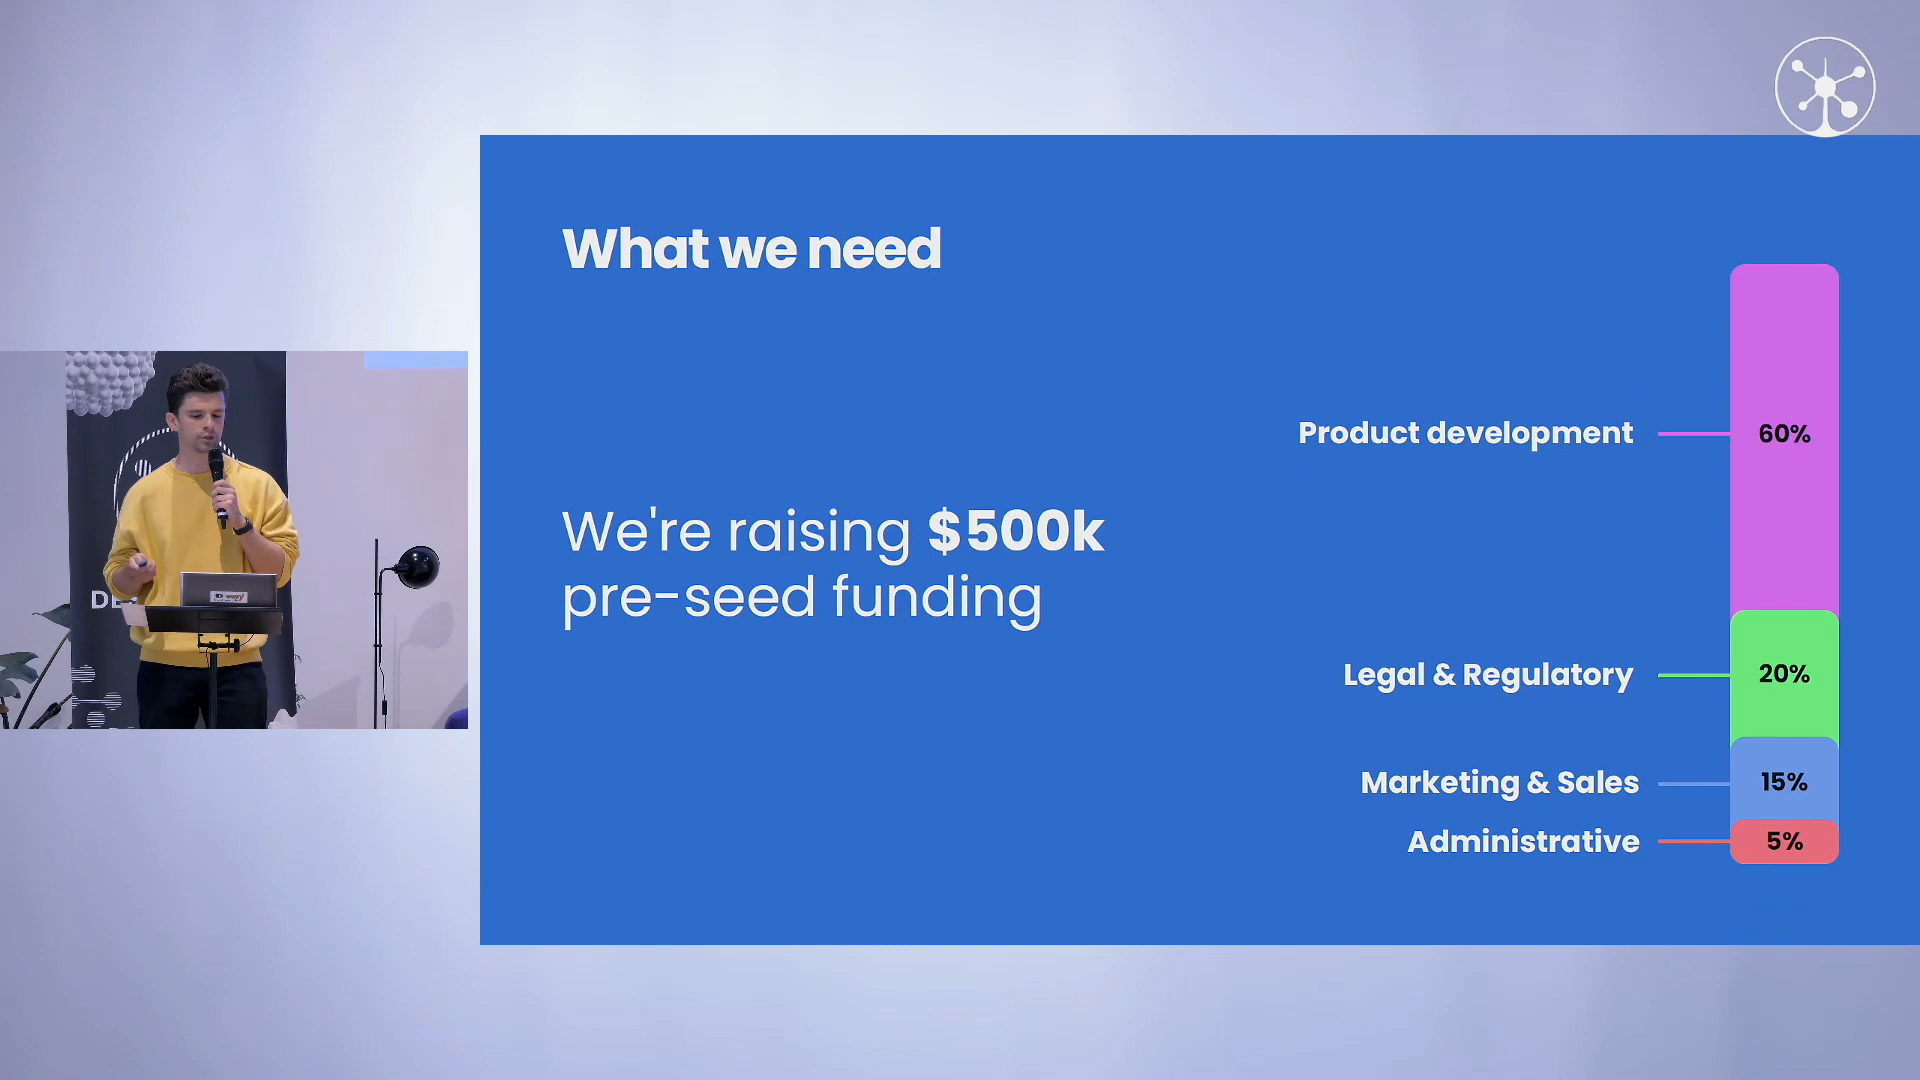 What we need
We're raising $500k
pre-seed funding
Product development
60%
Legal & Regulatory
20%
Marketing & Sales
15%
Administrative
5%